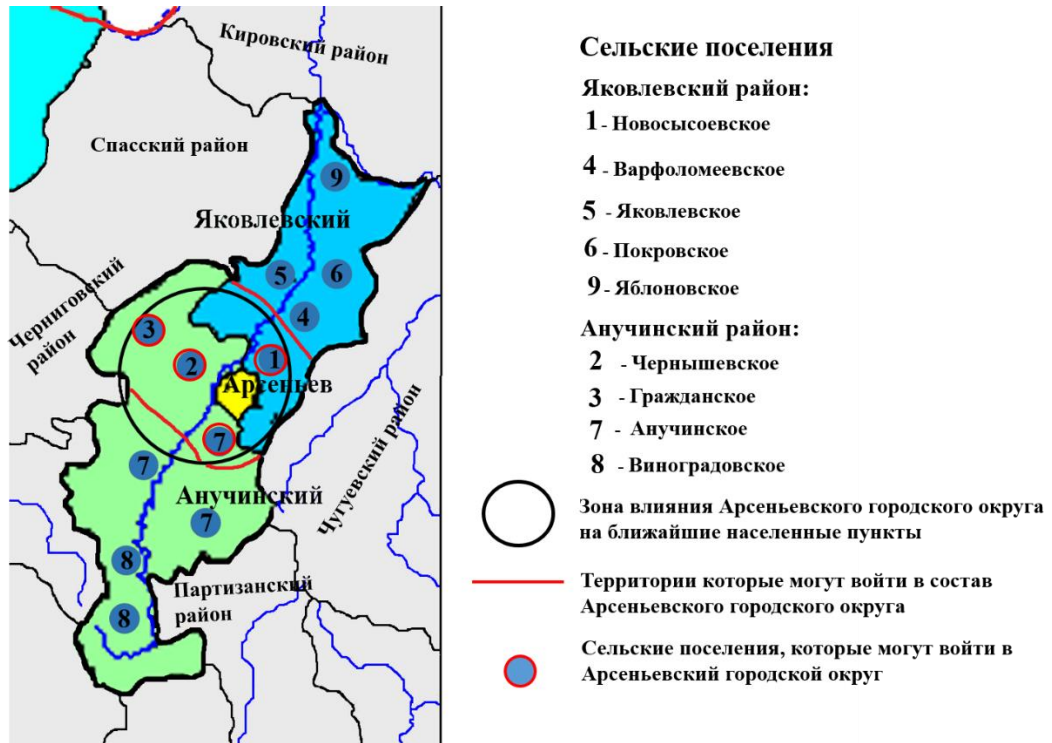 Кировский район
Спасский район
9
Яковлевский
5
6
Черниговский
район
4
3
2
1
Арсеньев
7
7
Анучинский
7
Чугуевский район
8
Партизанский
район
8
Сельские поселения
Яковлевский район:
1- Новосысоевское
4 - Варфоломеевское
5 - Яковлевское
6 - Покровское
9 - Яблоновское
Анучинский район:
2 - Чернышевское
3 - Гражданское
7 - Анучинское
8 - Виноградовское
Зона влияния Арсеньевского городского округа
на ближайшие населенные пункты
Территории которые могут войти в состав
Арсеньевского городского округа
Сельские поселения, которые могут войти в
Арсеньевский городской округ